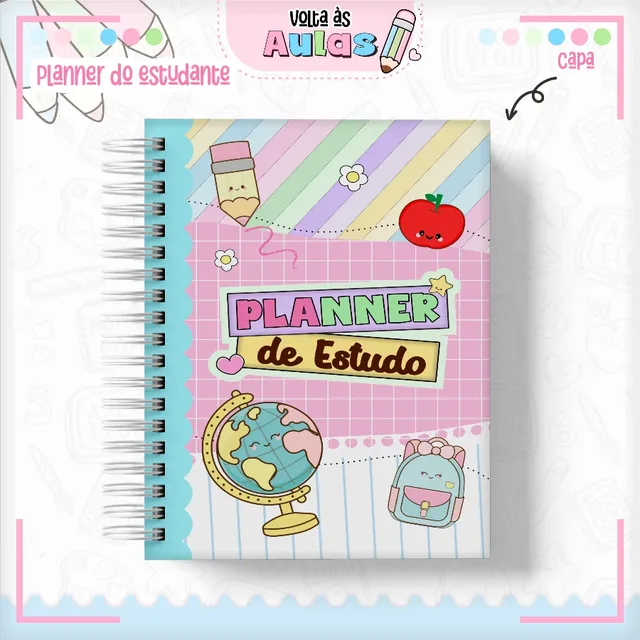 VOLTA ÀS
AULAS
PLANNER DO ESTUDANTE
CAPA
PLANNER
de Estudo